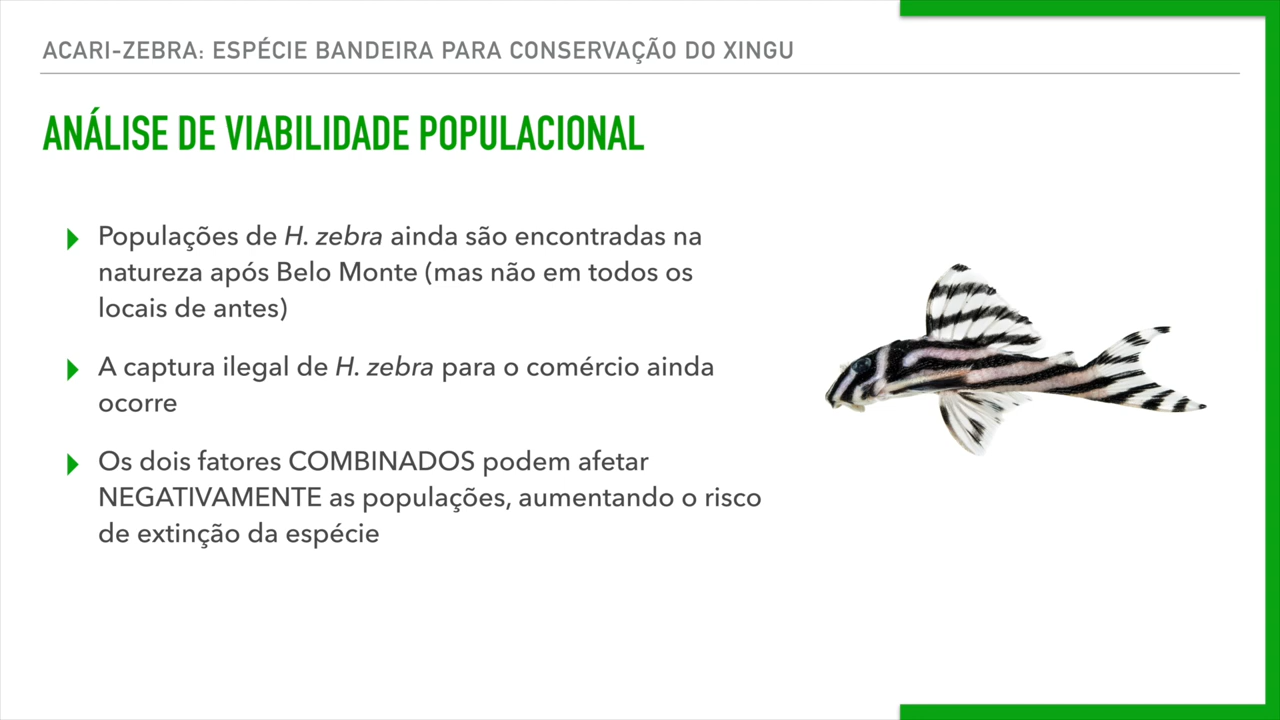 ACARI-ZEBRA: ESPÉCIE BANDEIRA PARA CONSERVAÇÃO DO XINGU
ANÁLISE DE VIABILIDADE POPULACIONAL
Populações de H. zebra ainda são encontradas na
natureza após Belo Monte (mas não em todos os
locais de antes)
A captura ilegal de H. zebra para o comércio ainda
ocorre
Os dois fatores COMBINADOS podem afetar
NEGATIVAMENTE as populações, aumentando o risco
de extinção da espécie